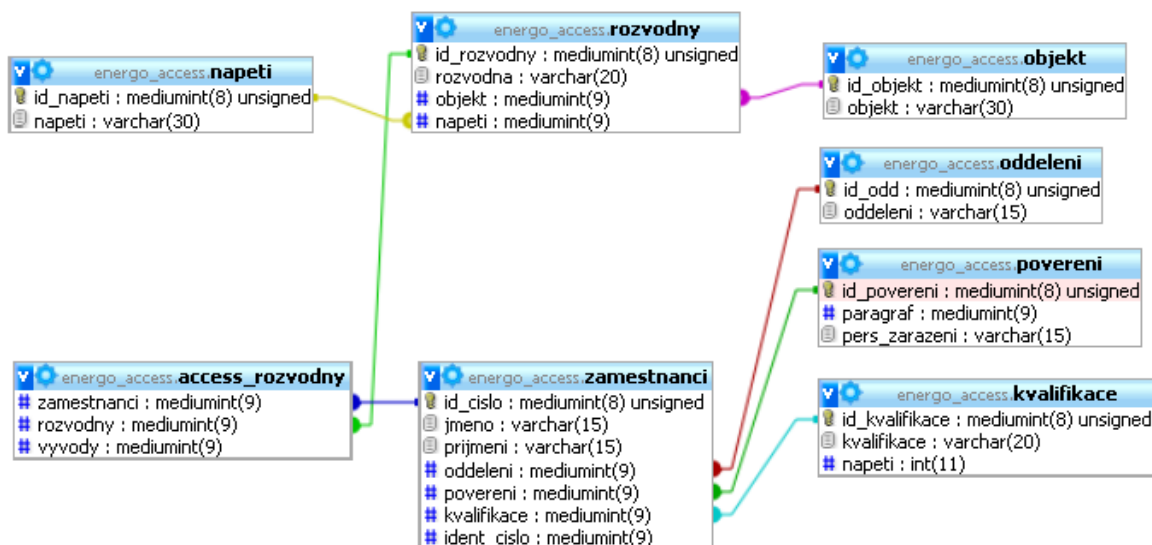 energo_access.napeti
id_napeti : mediumint(8) unsigned
napeti : varchar(30)
energo_access.rozvodny
id_rozvodny : mediumint(8) unsigned
rozvodna : varchar(20)
objekt : mediumint(9)
napeti : mediumint(9)
energo_access.objekt
id_objekt : mediumint(8) unsigned
objekt : varchar(30)
energo_access.oddeleni
id_odd : mediumint(8) unsigned
oddeleni : varchar(15)
energo_access.povereni
id_povereni : mediumint(8) unsigned
paragraf : mediumint(9)
pers_zarazeni : varchar(15)
energo_access.access_rozvodny
zamestnanci : mediumint(9)
rozvodny : mediumint(9)
vyvody : mediumint(9)
energo_access.zamestnanci
id_cislo : mediumint(8) unsigned
jmeno : varchar(15)
prijmeni : varchar(15)
oddeleni : mediumint(9)
povereni : mediumint(9)
kvalifikace : mediumint(9)
ident_cislo : mediumint(9)
energo_access.kvalifikace
id_kvalifikace : mediumint(8) unsigned
kvalifikace : varchar(20)
napeti : int(11)